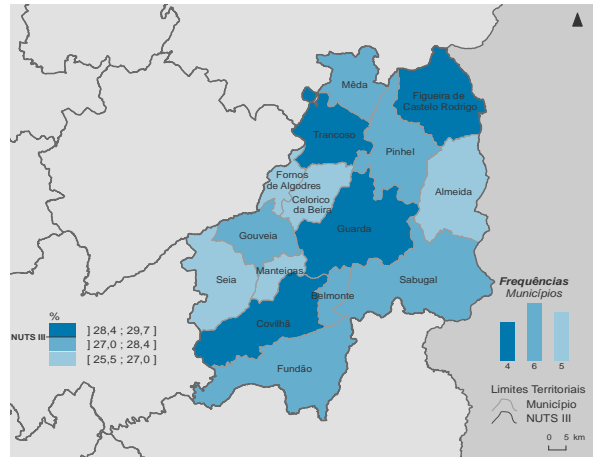 Mêda
Figueira de
Castelo Rodrigo
Trancoso
Pinhel
Fornos
de Algodres
Almeida
Celorico
da Beira
Guarda
Gouveia
Manteigas
Seia
Sabugal
Belmonte
Covilhã
Fundão
%
NUTS III
] 28,4 ; 29,7 ]
] 27,0 ; 28,4 ]
[ 25,5 ; 27,0 ]
Frequências
Municípios
4 6 5
Limites Territoriais
Município
NUTS III
0 5 km